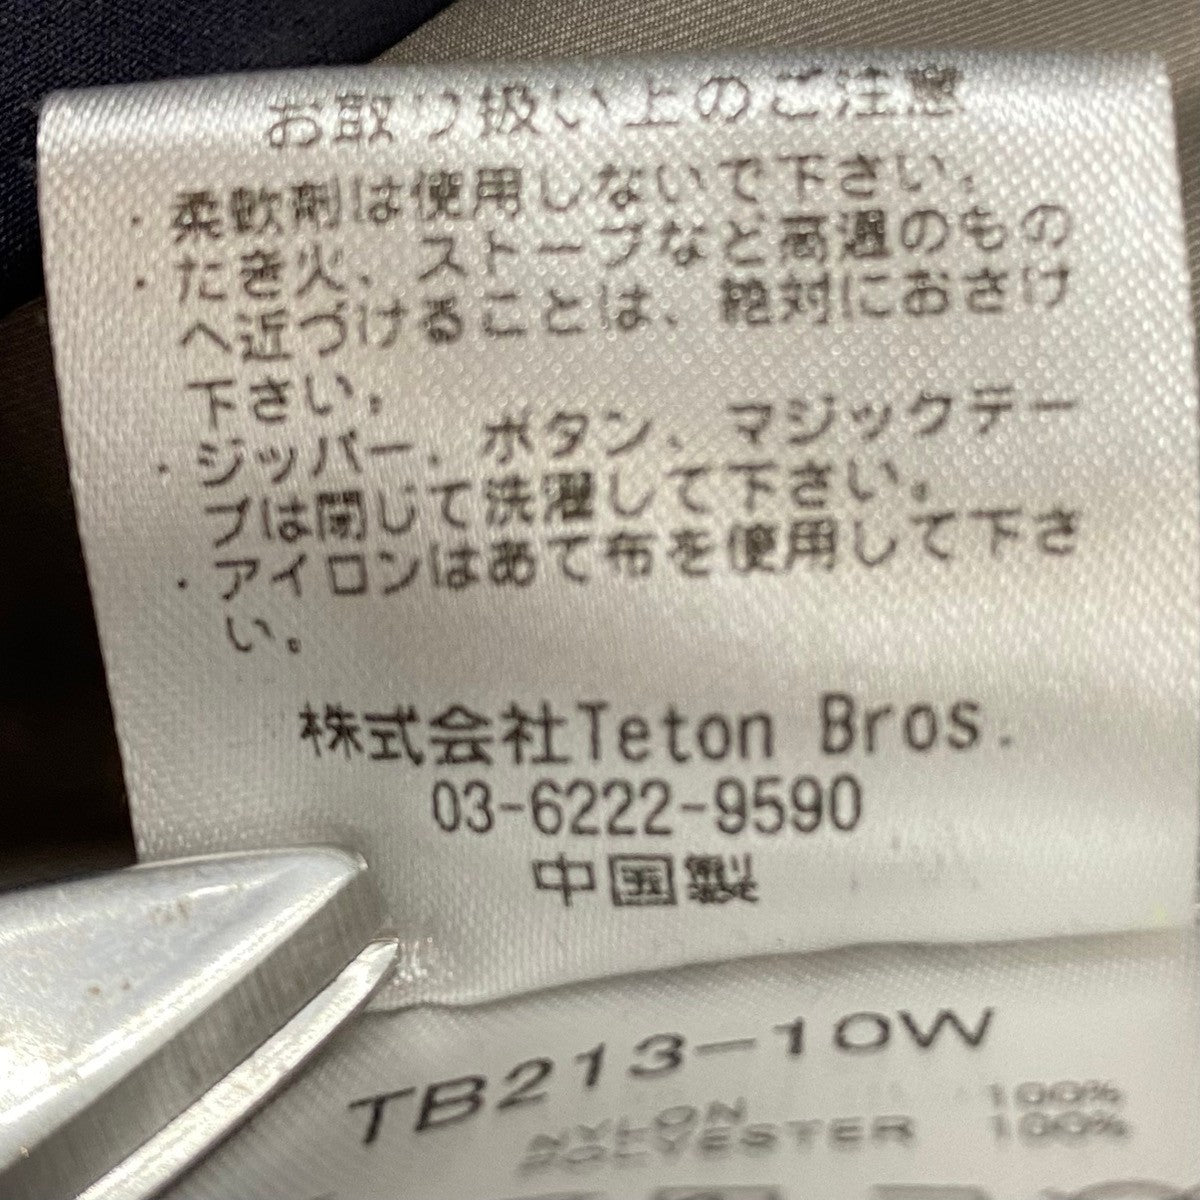 お取り扱い上のご注意
・柔軟剤は使用しないで下さい。
・たき火、ストーブなど高温のもの
へ近づけることは、絶対におさけ
下さい。
・ジッパー、ボタン、マジックテー
プは閉じて洗濯して下さい。
・アイロンはあて布を使用して下さ
い。
株式会社Teton Bros.
03-6222-9590
中国製
TB213-10W
NYLON 100%
POLYESTER 100%